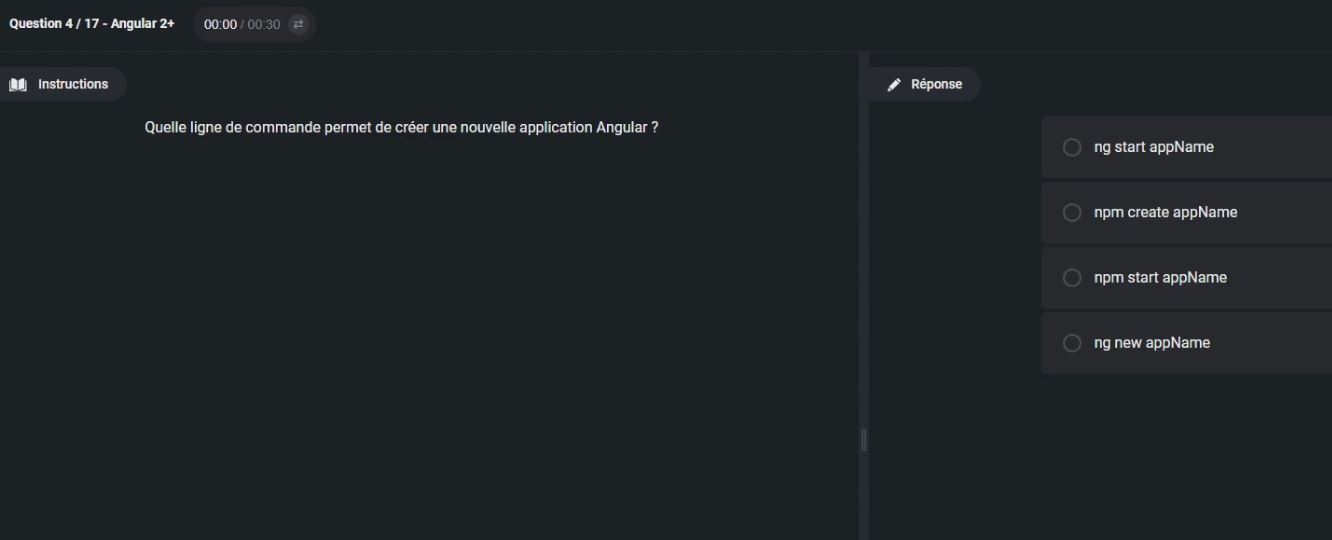 Question 4 / 17 - Angular 2+
00:00 / 00:30
Instructions
Réponse
Quelle ligne de commande permet de créer une nouvelle application Angular ?
ng start appName
npm create appName
npm start appName
ng new appName